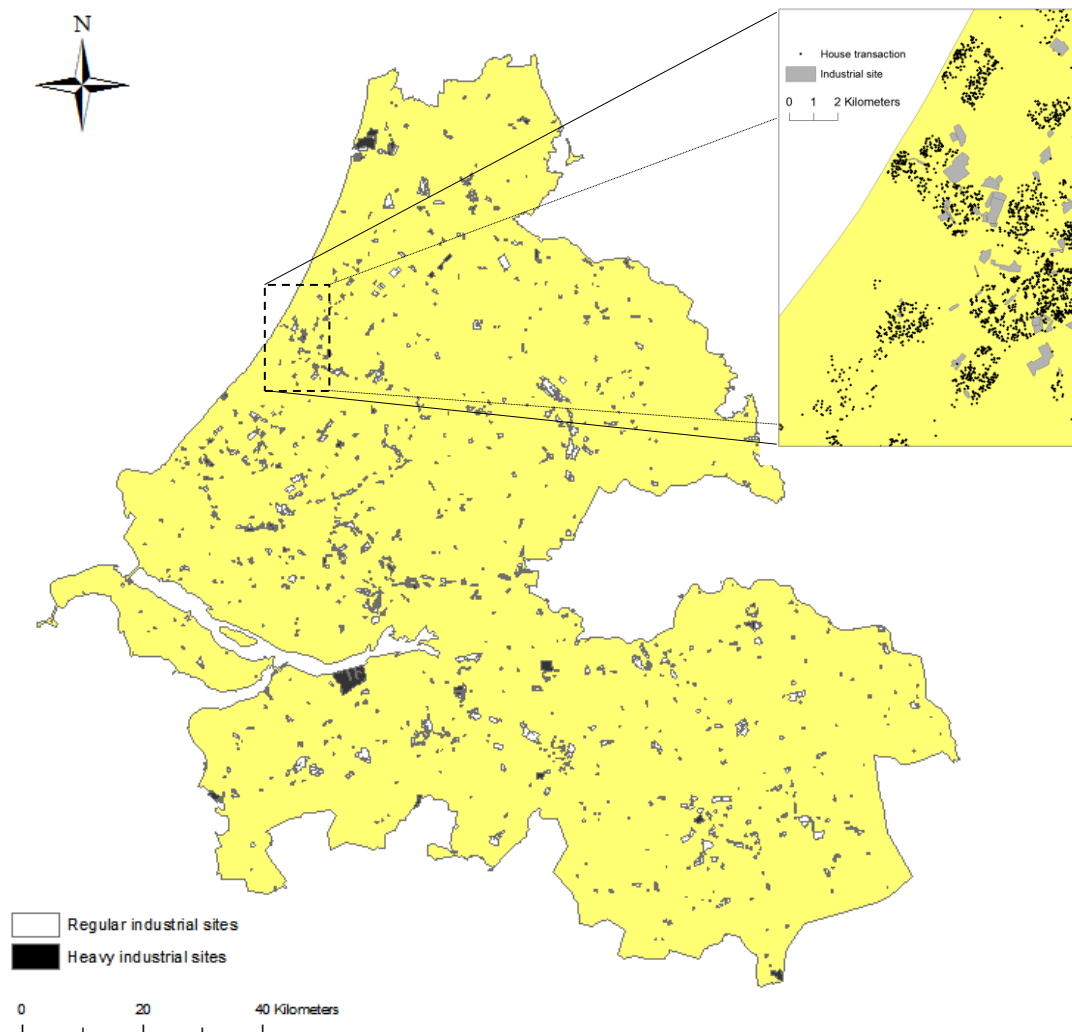 N
House transaction
Industrial site
0 1 2 Kilometers
Regular industrial sites
Heavy industrial sites
0 20 40 Kilometers